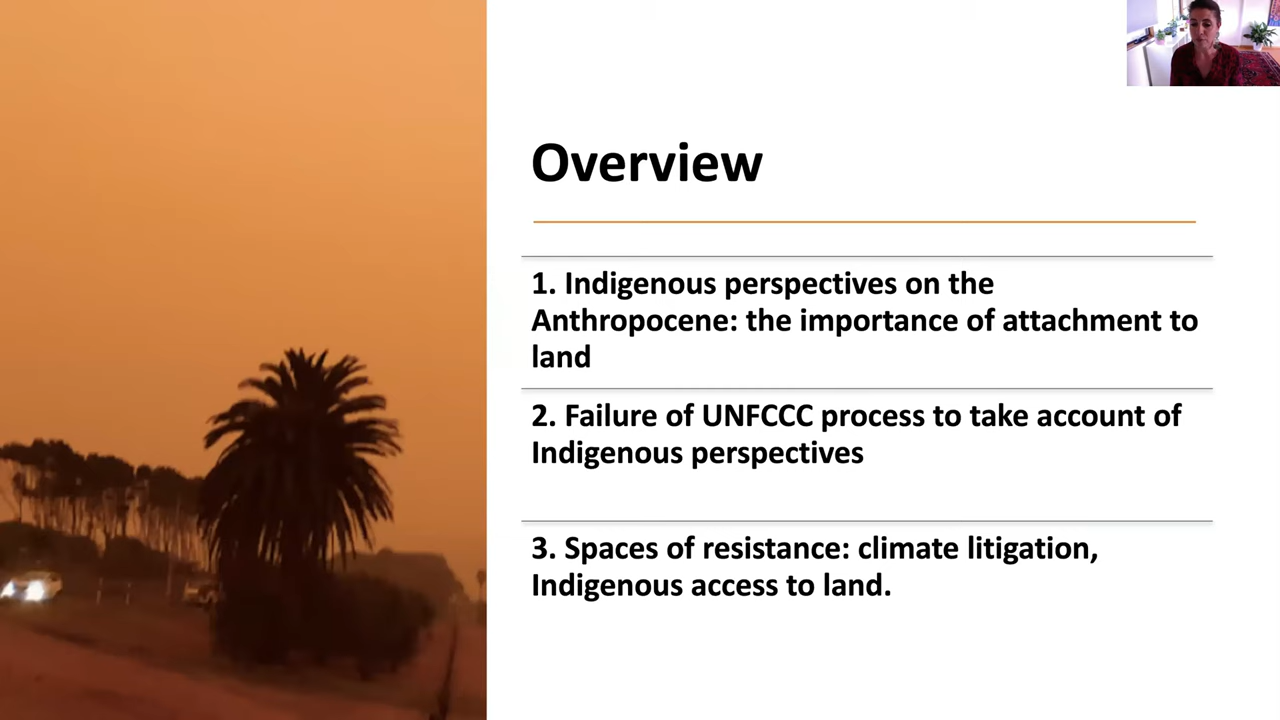 Overview
1. Indigenous perspectives on the
Anthropocene: the importance of attachment to
land
2. Failure of UNFCCC process to take account of
Indigenous perspectives
3. Spaces of resistance: climate litigation,
Indigenous access to land.